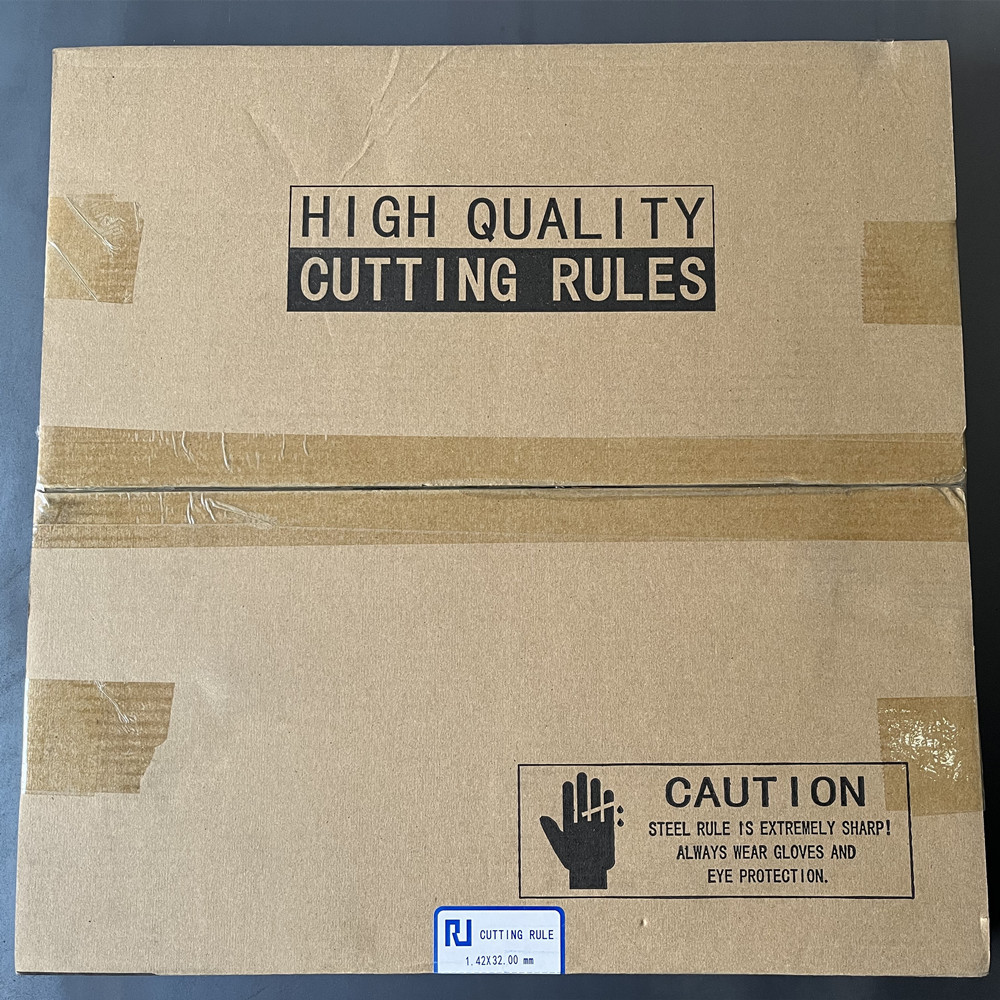 HIGH QUALITY
CUTTING RULES
CAUTION
STEEL RULE IS EXTREMELY SHARP!
ALWAYS WEAR GLOVES AND
EYE PROTECTION.
RJ CUTTING RULE
1.42X32.00 mm